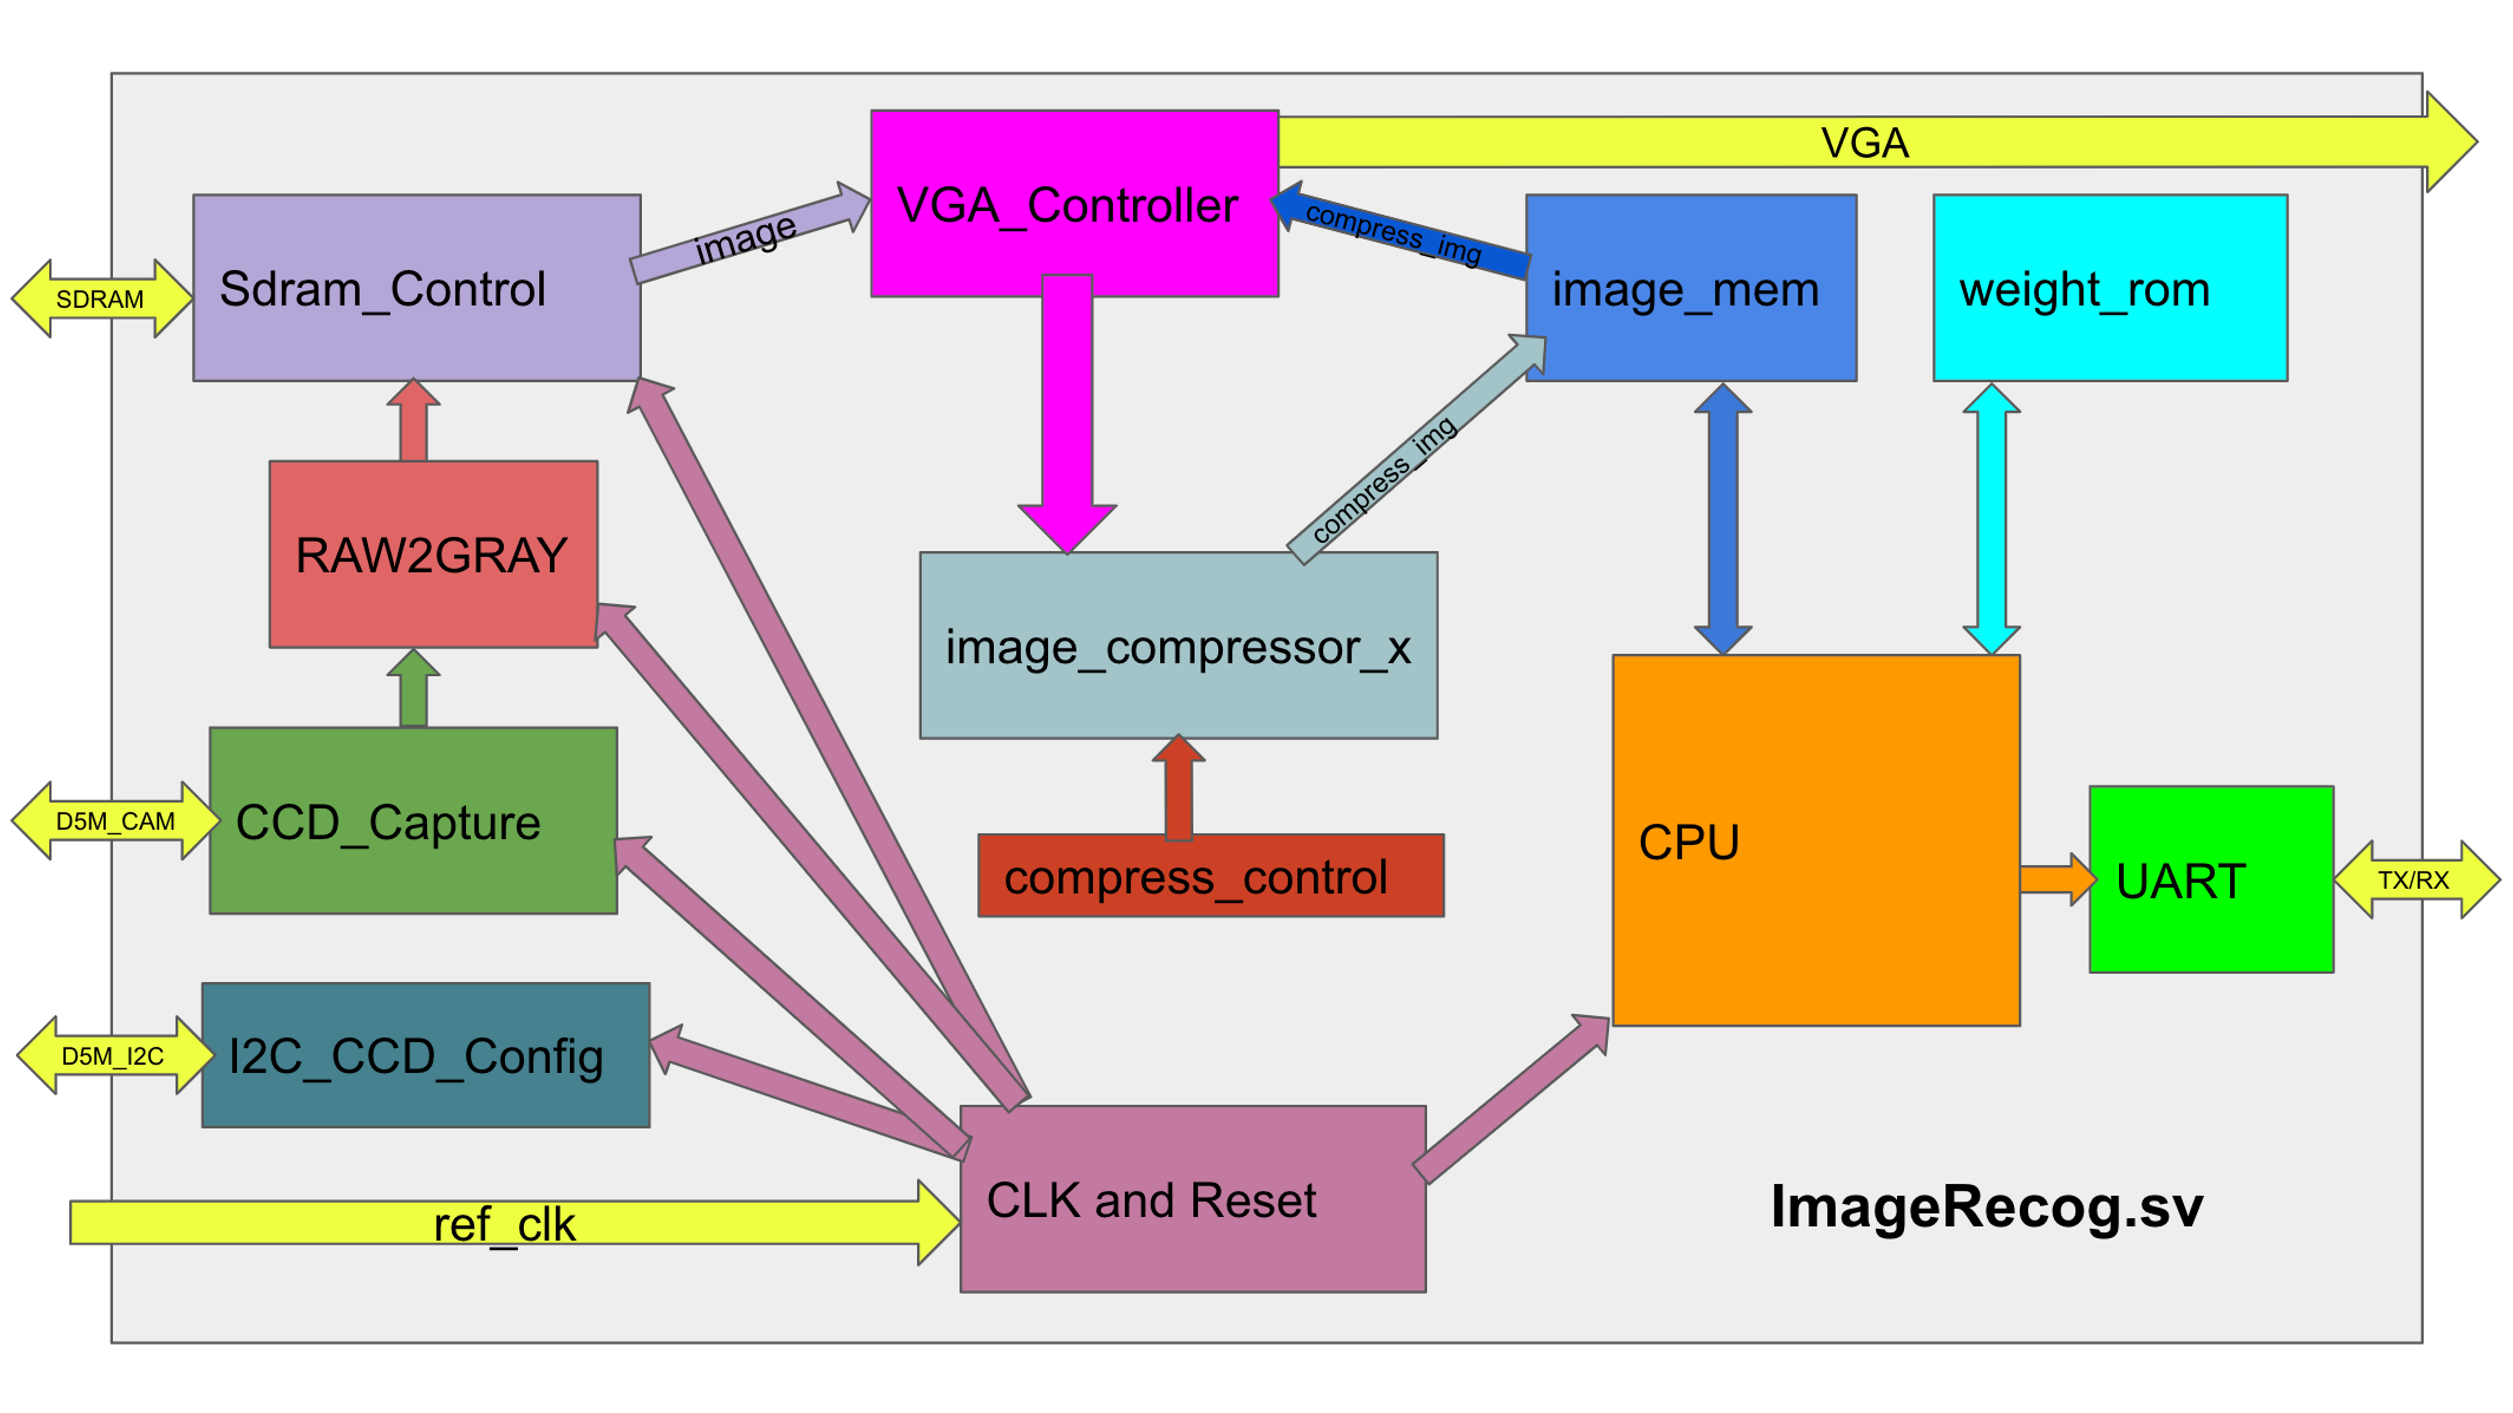 VGA
VGA_Controller
image
compress_img
Sdram_Control
image_mem
weight_rom
SDRAM
compress_img
RAW2GRAY
image_compressor_x
CCD_Capture
D5M_CAM
CPU
compress_control
UART
TX/RX
I2C_CCD_Config
D5M_I2C
CLK and Reset
ref_clk
ImageRecog.sv